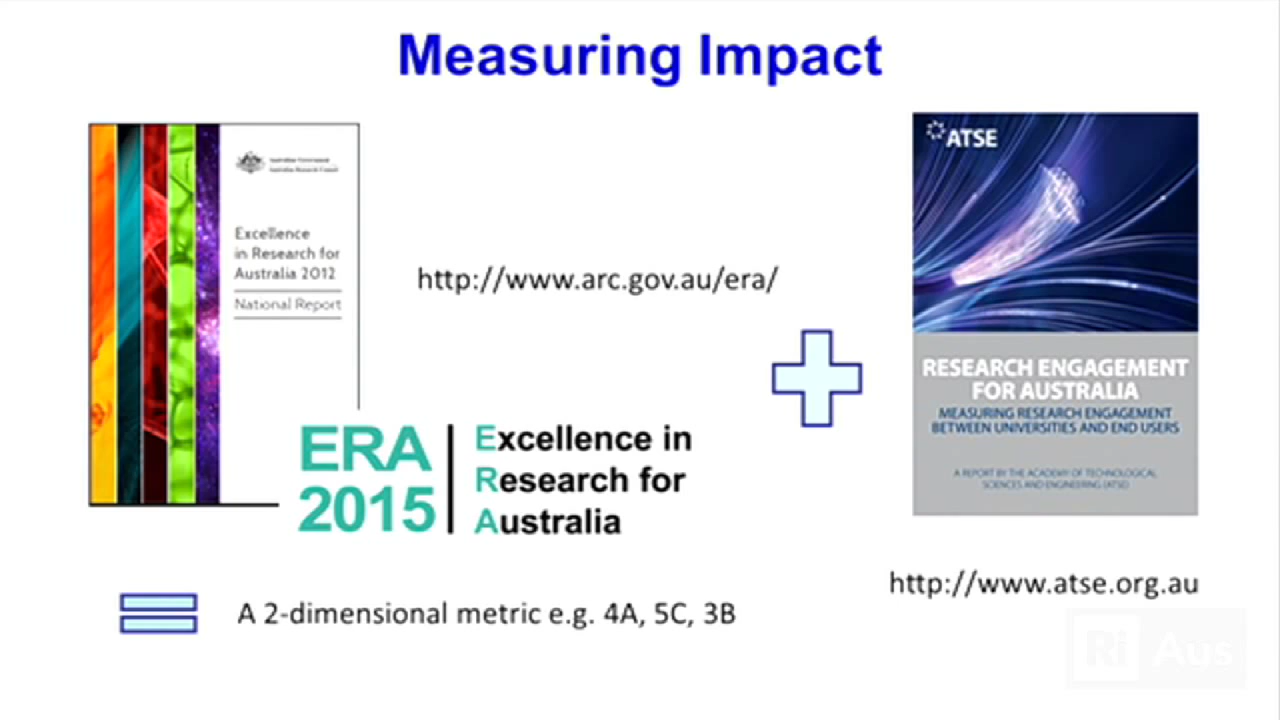 Measuring Impact
Australian Government
Australian Research Council
Excellence
in Research for
Australia 2012
National Report
http://www.arc.gov.au/era/
ERA
2015
Excellence in
Research for
Australia
ATSE
RESEARCH ENGAGEMENT
FOR AUSTRALIA
MEASURING RESEARCH ENGAGEMENT
BETWEEN UNIVERSITIES AND END USERS
A REPORT BY THE ACADEMY OF TECHNOLOGICAL
SCIENCES AND ENGINEERING (ATSE)
http://www.atse.org.au
A 2-dimensional metric e.g. 4A, 5C, 3B
Ri Aus